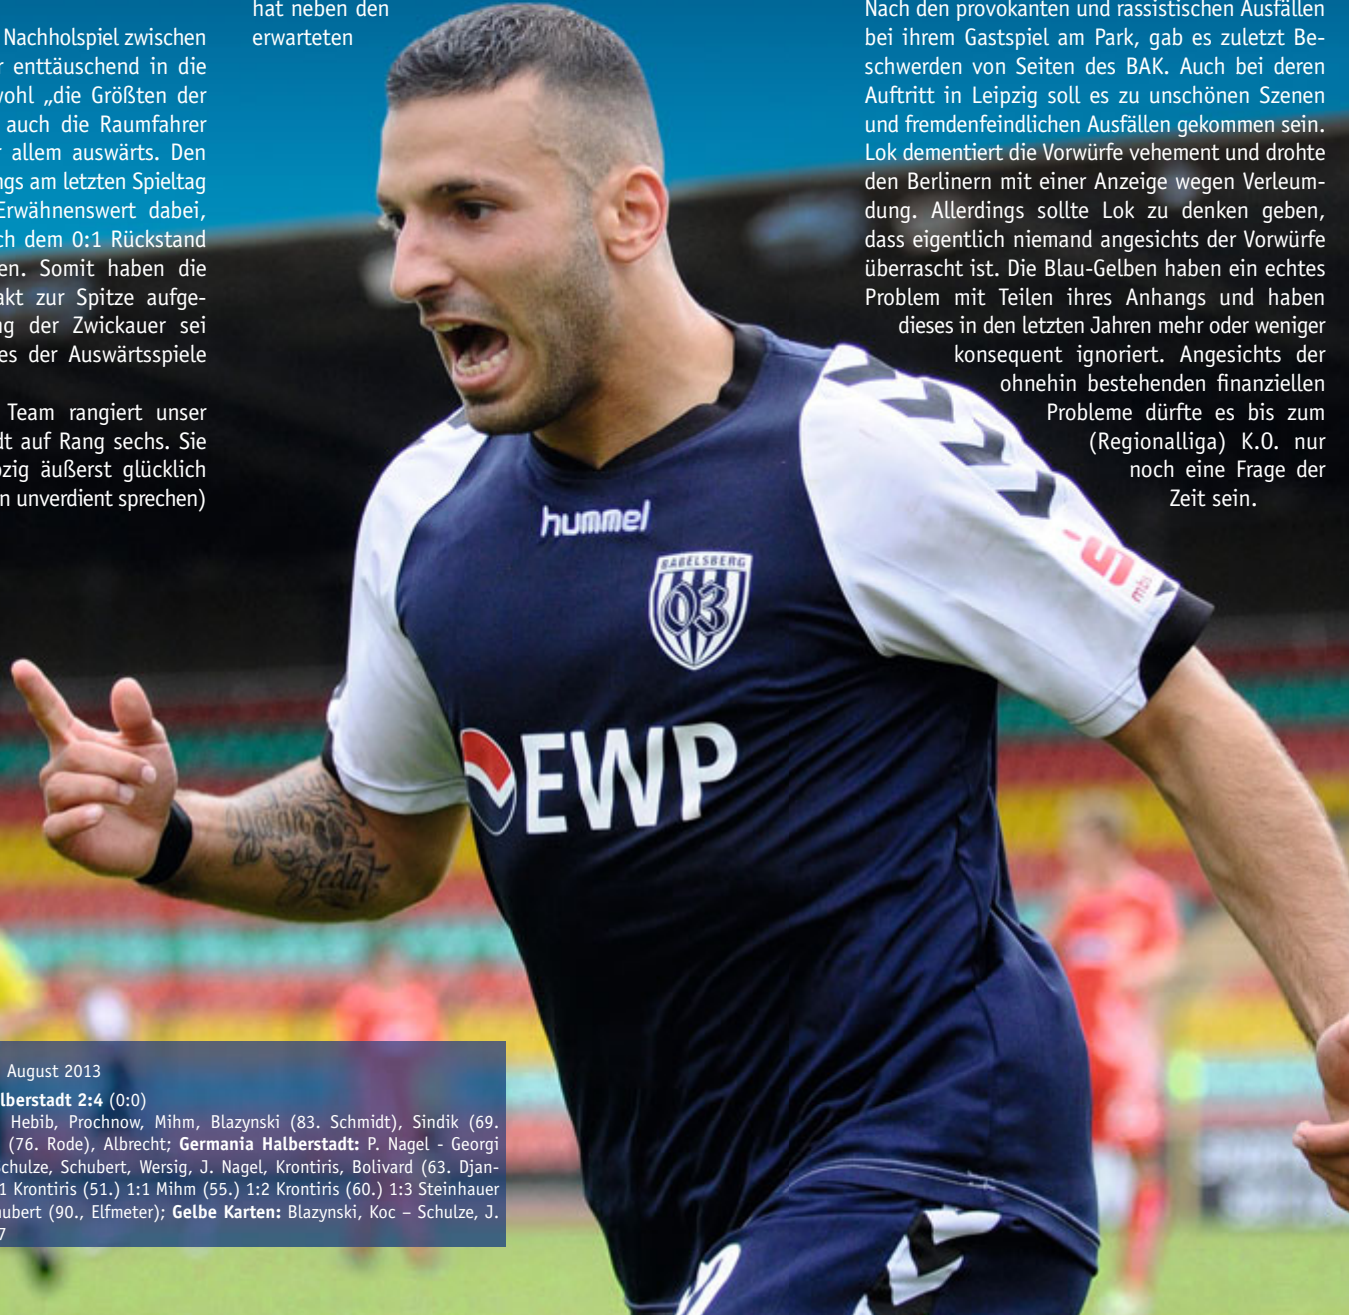 Nachholspiel zwischen
enttäuschend in die
wohl „die Größten der
auch die Raumfahrer
allem auswärts. Den
am letzten Spieltag
Erwähnenswert dabei,
dem 0:1 Rückstand
Somit haben die
zur Spitze aufge-
der Zwickauer sei
der Auswärtsspiele
Team rangiert unser
auf Rang sechs. Sie
äußerst glücklich
unverdient sprechen)
hat neben den
erwarteten
Nach den provokanten und rassistischen Ausfällen
bei ihrem Gastspiel am Park, gab es zuletzt Be-
schwerden von Seiten des BAK. Auch bei deren
Auftritt in Leipzig soll es zu unschönen Szenen
und fremdenfeindlichen Ausfällen gekommen sein.
Lok dementiert die Vorwürfe vehement und drohte
den Berlinern mit einer Anzeige wegen Verleum-
dung. Allerdings sollte Lok zu denken geben,
dass eigentlich niemand angesichts der Vorwürfe
überrascht ist. Die Blau-Gelben haben ein echtes
Problem mit Teilen ihres Anhangs und haben
dieses in den letzten Jahren mehr oder weniger
konsequent ignoriert. Angesichts der
ohnehin bestehenden finanziellen
Probleme dürfte es bis zum
(Regionalliga) K.O. nur
noch eine Frage der
Zeit sein.
hummel
BABELSBERG
03
EWP
mbs
August 2013
lberstadt 2:4 (0:0)
Hebib, Prochnow, Mihm, Blazynski (83. Schmidt), Sindik (69.
(76. Rode), Albrecht; Germania Halberstadt: P. Nagel - Georgi
Schulze, Schubert, Wersig, J. Nagel, Krontiris, Bolivard (63. Djan-
1 Krontiris (51.) 1:1 Mihm (55.) 1:2 Krontiris (60.) 1:3 Steinhauer
hubert (90., Elfmeter); Gelbe Karten: Blazynski, Koc – Schulze, J.
7